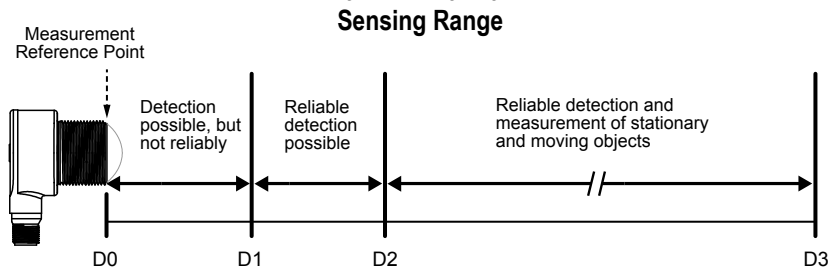 Sensing Range
Measurement
Reference Point
Detection
possible, but
not reliably
Reliable
detection
possible
Reliable detection and
measurement of stationary
and moving objects
D0
D1
D2
D3